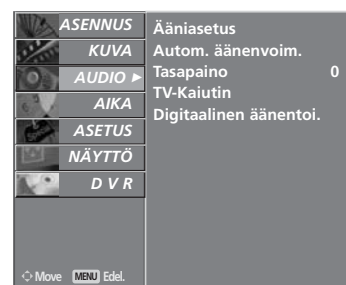 ASENNUS
KUVA
AUDIO ►
AIKA
ASETUS
NÄYTTÖ
D V R
Ääniasetus
Autom. äänenvoim.
Tasapaino 0
TV-Kaiutin
Digitaalinen äänentoi.
Move MENU Edel.